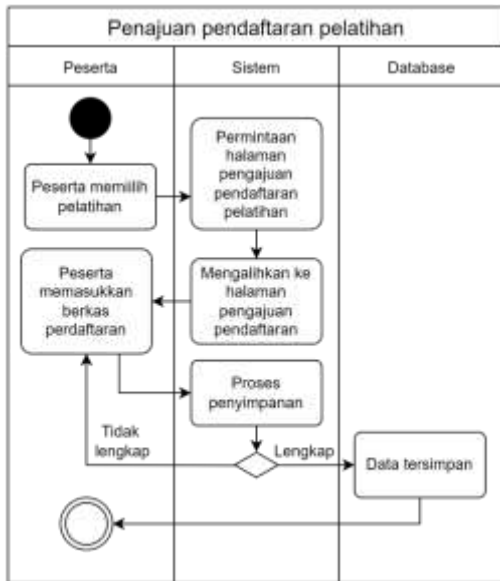 Penajuan pendaftaran pelatihan
Peserta
Sistem
Database
Peserta memiilih
pelatihan
Permintaan
halaman
pengajuan
pendaftaran
pelatihan
Mengalihkan ke
halaman
pengajuan
pendaftaran
Peserta
memasukkan
berkas
perdaftaran
Proses
penyimpanan
Tidak
lengkap
Lengkap
Data tersimpan